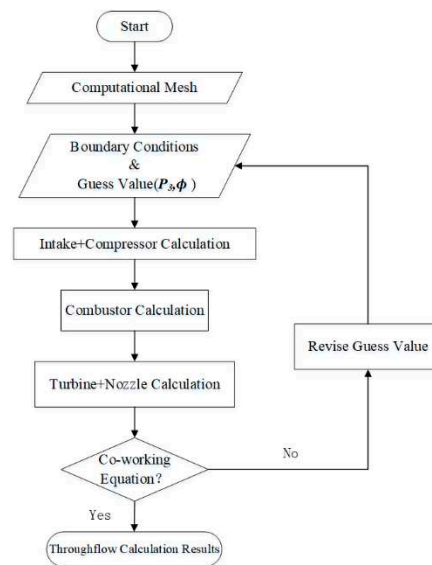 Start
Computational Mesh
Boundary Conditions
&
Guess Value(P₃,ϕ )
Intake+Compressor Calculation
Combustor Calculation
Revise Guess Value
Turbine+Nozzle Calculation
Co-working
Equation?
No
Yes
Throughflow Calculation Results